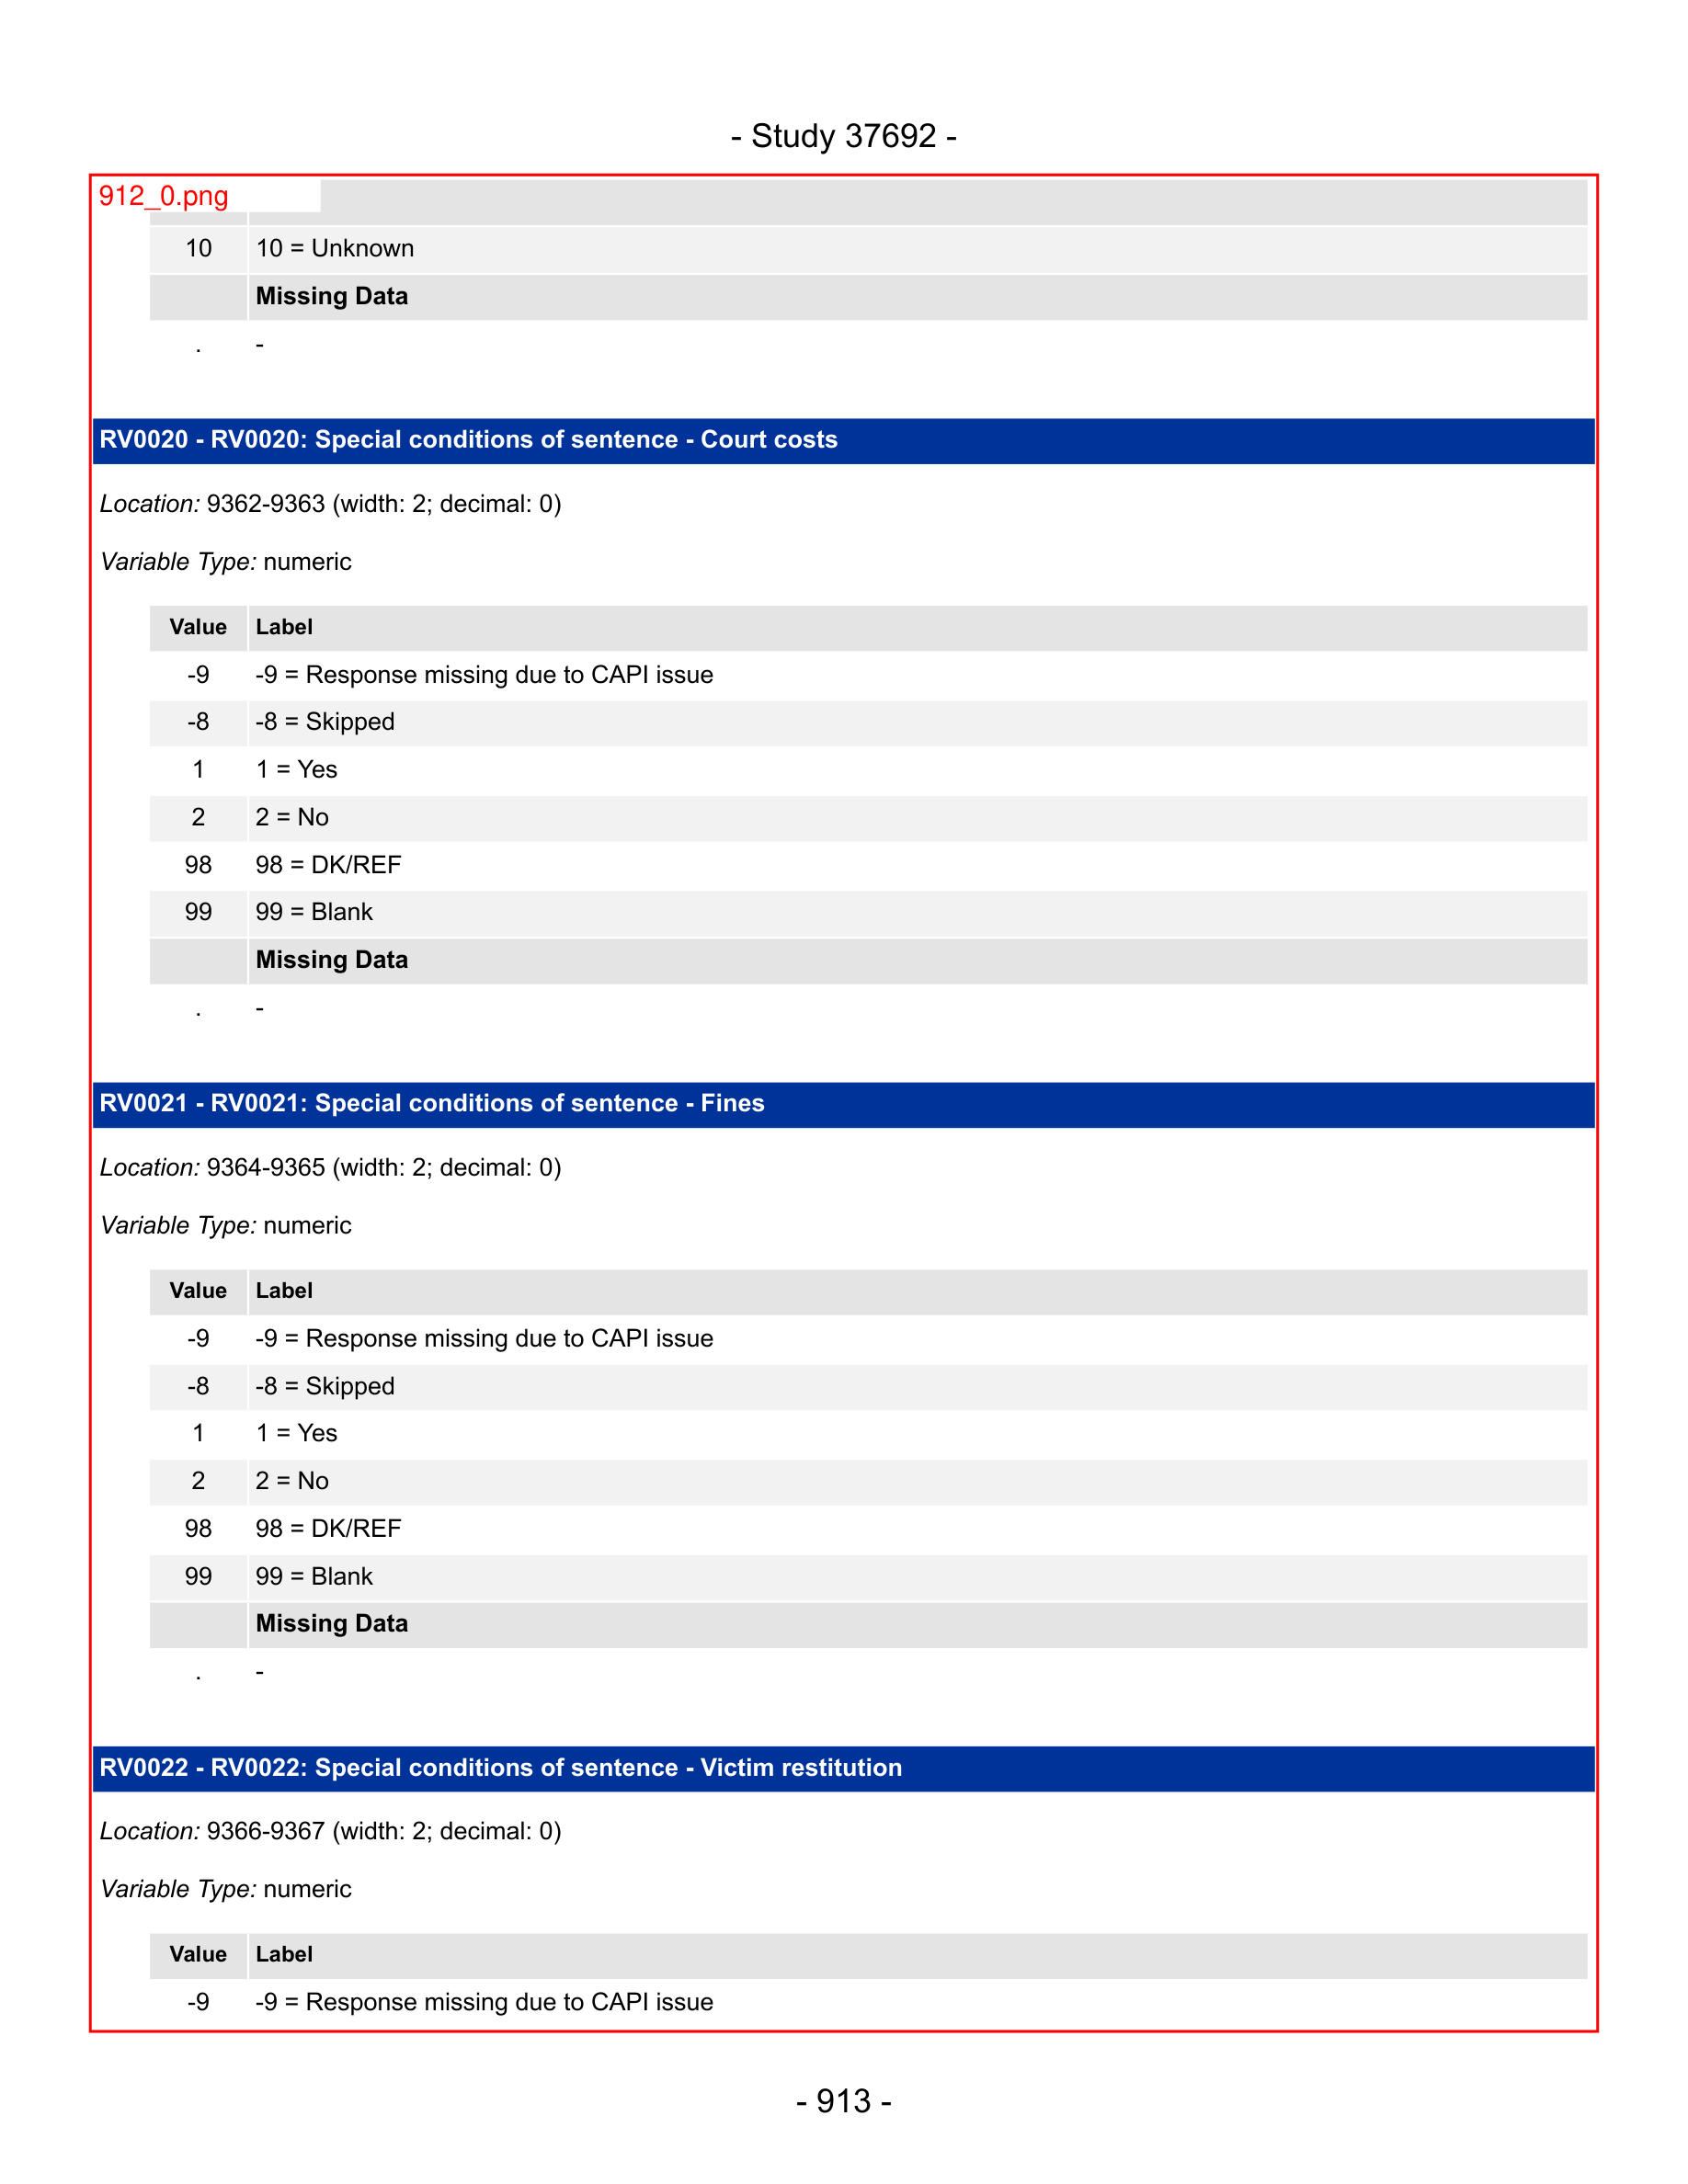 - Study 37692 -
912_0.png
10 10 = Unknown
Missing Data
. -
RV0020 - RV0020: Special conditions of sentence - Court costs
Location: 9362-9363 (width: 2; decimal: 0)
Variable Type: numeric
Value Label
-9 -9 = Response missing due to CAPI issue
-8 -8 = Skipped
1 1 = Yes
2 2 = No
98 98 = DK/REF
99 99 = Blank
Missing Data
. -
RV0021 - RV0021: Special conditions of sentence - Fines
Location: 9364-9365 (width: 2; decimal: 0)
Variable Type: numeric
Value Label
-9 -9 = Response missing due to CAPI issue
-8 -8 = Skipped
1 1 = Yes
2 2 = No
98 98 = DK/REF
99 99 = Blank
Missing Data
. -
RV0022 - RV0022: Special conditions of sentence - Victim restitution
Location: 9366-9367 (width: 2; decimal: 0)
Variable Type: numeric
Value Label
-9 -9 = Response missing due to CAPI issue
- 913 -